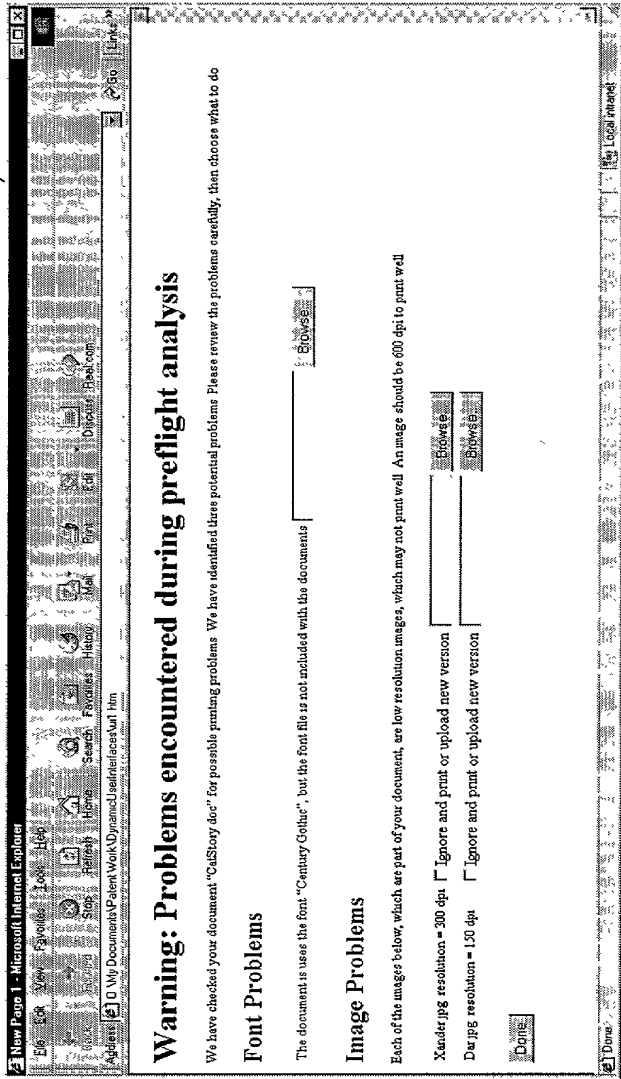 New Page 1 - Microsoft Internet Explorer
File Edit View Favorites Tools Help
Stop Refresh Home Search Favorites History Mail Print Edit Discuss Real.com
Address D \My Documents\Patent Work\DynamicUseInterfaces\ui1 htm Go Links »
Warning: Problems encountered during preflight analysis
We have checked your document "CatStory doc" for possible printing problems We have identified three potential problems Please review the problems carefully, then choose what to do
Font Problems
The document is uses the font "Century Gothic", but the font file is not included with the documents Browse...
Image Problems
Each of the images below, which are part of your document, are low resolution images, which may not print well An image should be 600 dpi to print well
Xander jpg resolution = 300 dpi Ignore and print or upload new version Browse...
Dar jpg resolution = 150 dpi Ignore and print or upload new version Browse...
Done
Done Local intranet